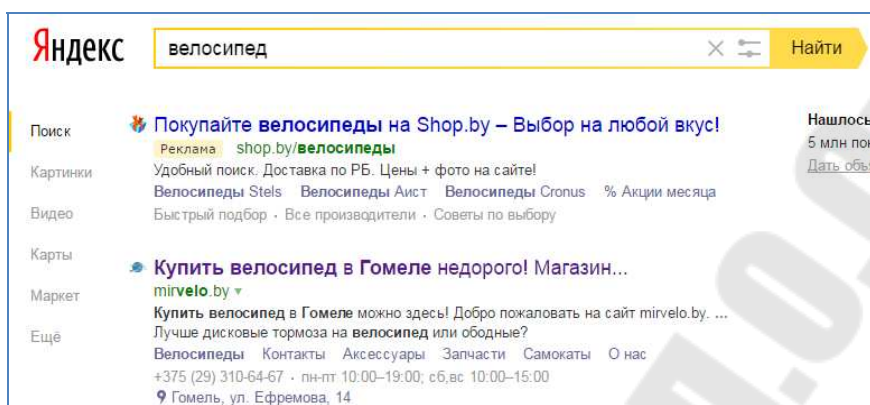 Яндекс
велосипед
Найти
Поиск
Картинки
Видео
Карты
Маркет
Ещё
Покупайте велосипеды на Shop.by – Выбор на любой вкус!
Реклама shop.by/велосипеды
Удобный поиск. Доставка по РБ. Цены + фото на сайте!
Велосипеды Stels Велосипеды Аист Велосипеды Cronus % Акции месяца
Быстрый подбор · Все производители · Советы по выбору
Купить велосипед в Гомеле недорого! Магазин...
mirvelo.by
Купить велосипед в Гомеле можно здесь! Добро пожаловать на сайт mirvelo.by. ...
Лучше дисковые тормоза на велосипед или ободные?
Велосипеды Контакты Аксессуары Запчасти Самокаты О нас
+375 (29) 310-64-67 · пн-пт 10:00–19:00; сб,вс 10:00–15:00
Гомель, ул. Ефремова, 14
Нашлось
5 млн
Дать